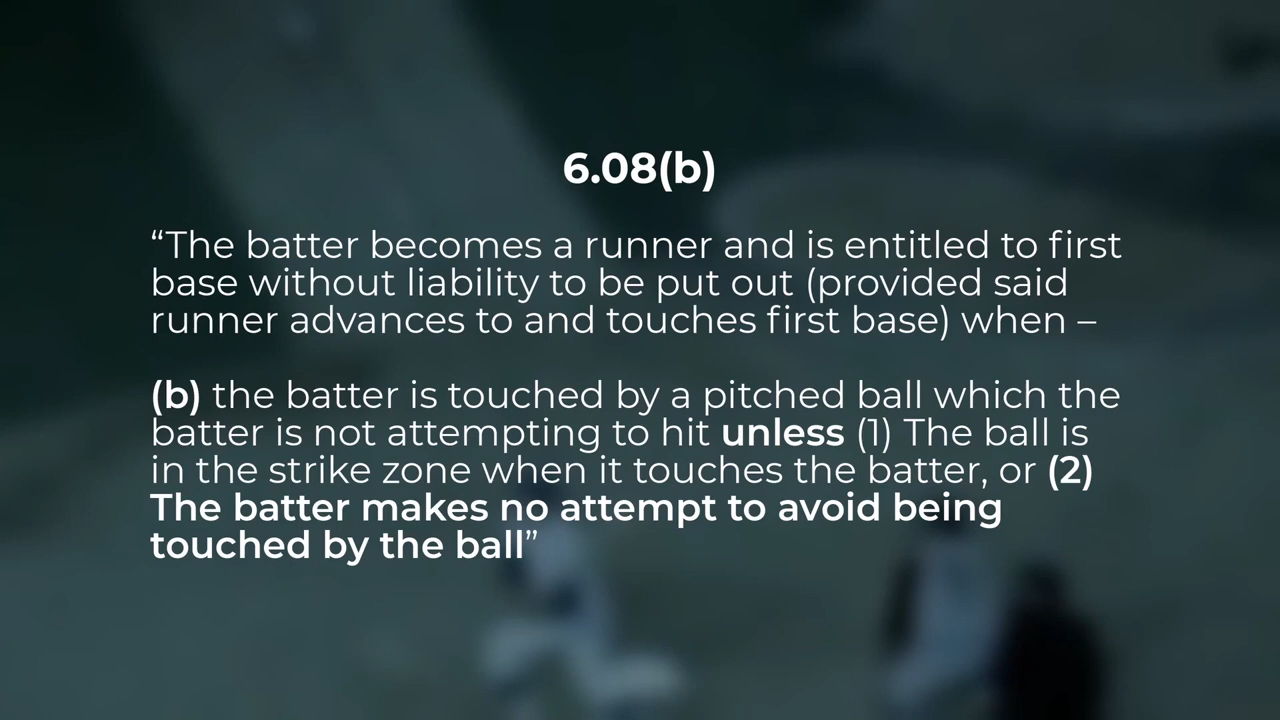 6.08(b)
“The batter becomes a runner and is entitled to first
base without liability to be put out (provided said
runner advances to and touches first base) when –
(b) the batter is touched by a pitched ball which the
batter is not attempting to hit unless (1) The ball is
in the strike zone when it touches the batter, or (2)
The batter makes no attempt to avoid being
touched by the ball”